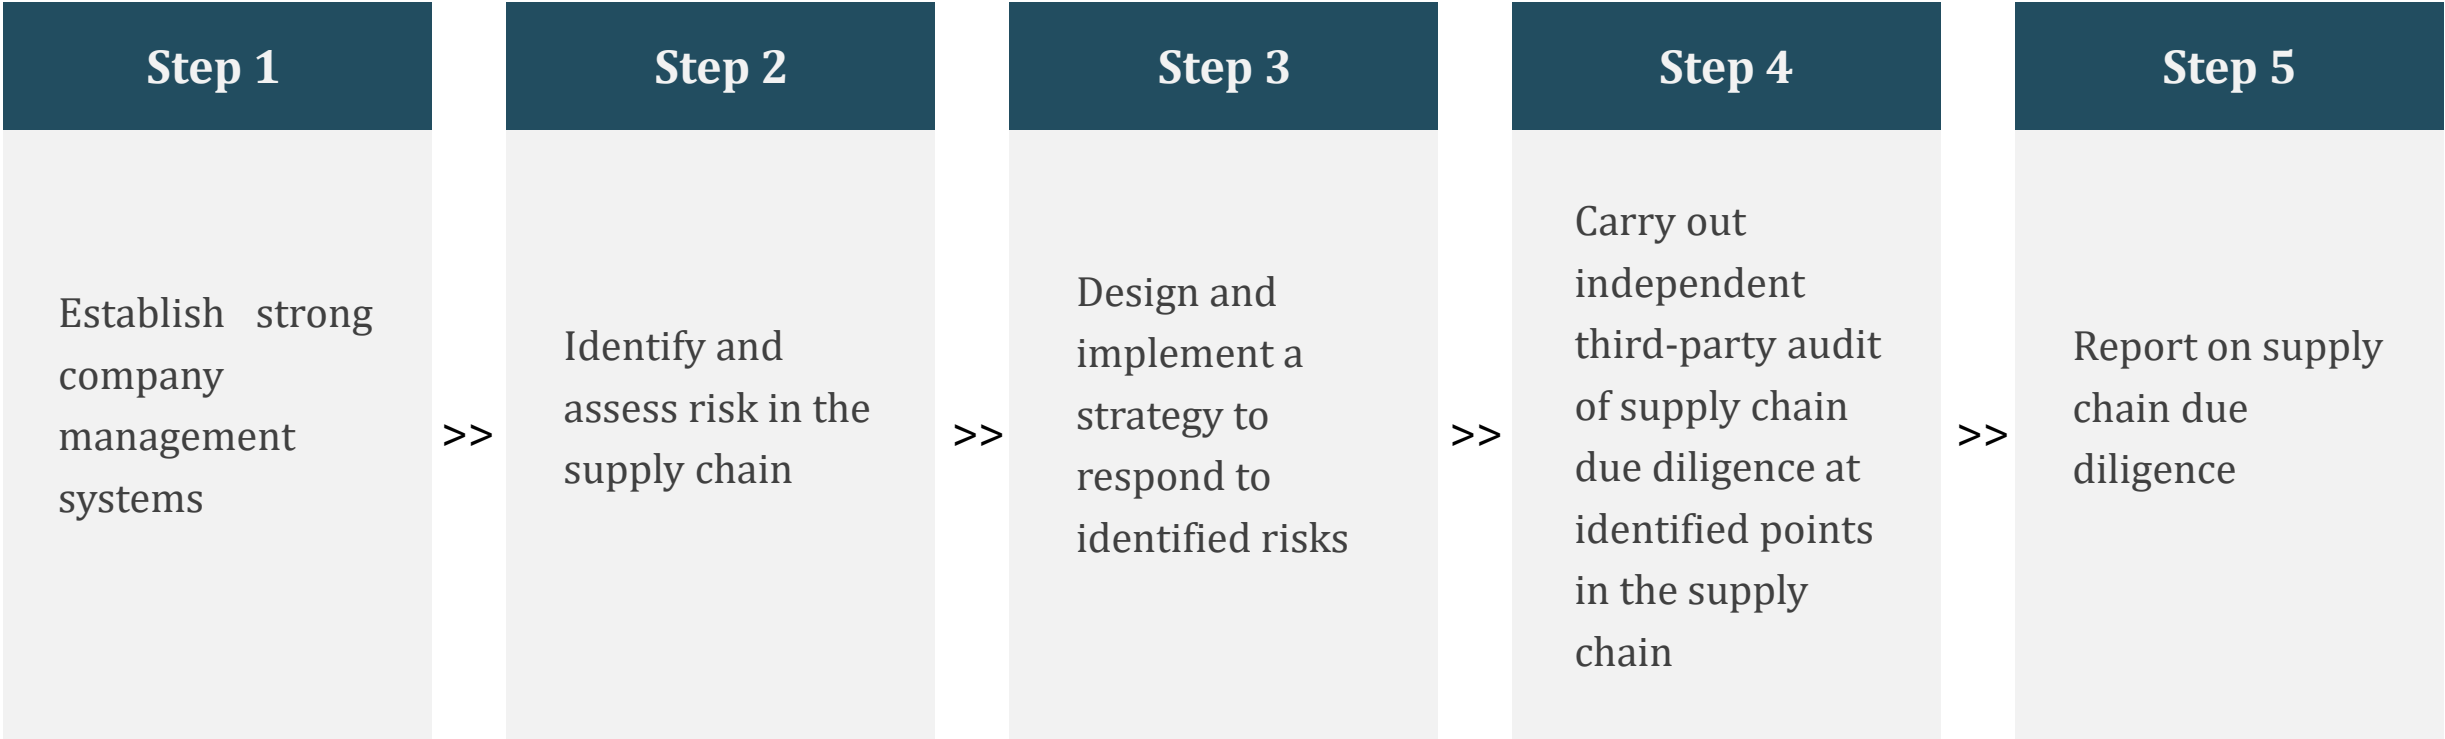 Step 1
Establish strong
company
management
systems
>>
Step 2
Identify and
assess risk in the
supply chain
>>
Step 3
Design and
implement a
strategy to
respond to
identified risks
>>
Step 4
Carry out
independent
third-party audit
of supply chain
due diligence at
identified points
in the supply
chain
>>
Step 5
Report on supply
chain due
diligence